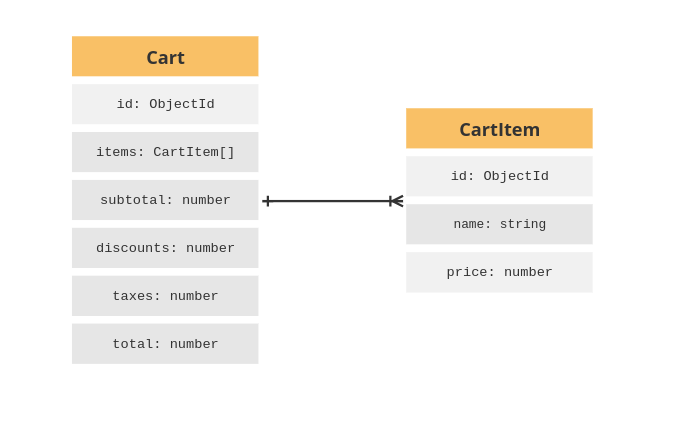 Cart
id: ObjectId
items: CartItem[]
subtotal: number
discounts: number
taxes: number
total: number
CartItem
id: ObjectId
name: string
price: number